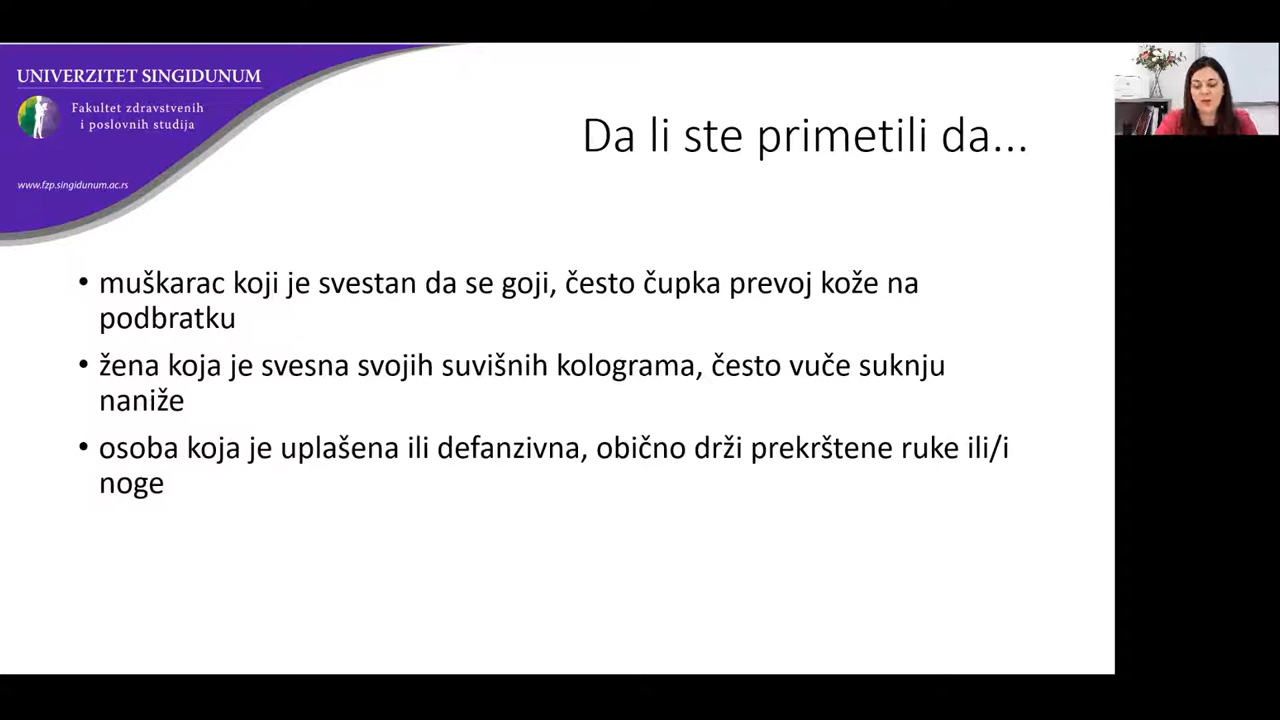 UNIVERZITET SINGIDUNUM
Fakultet zdravstvenih
i poslovnih studija
www.fzp.singidunum.ac.rs
Da li ste primetili da...
• muškarac koji je svestan da se goji, često čupka prevoj kože na
podbratku
• žena koja je svesna svojih suvišnih kolograma, često vuče suknju
naniže
• osoba koja je uplašena ili defanzivna, obično drži prekrštene ruke ili/i
noge